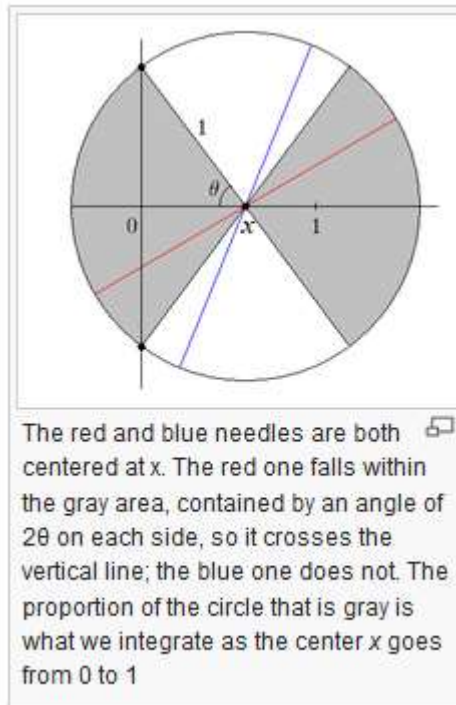 1
θ
0
x
1
The red and blue needles are both
centered at x. The red one falls within
the gray area, contained by an angle of
2θ on each side, so it crosses the
vertical line; the blue one does not. The
proportion of the circle that is gray is
what we integrate as the center x goes
from 0 to 1